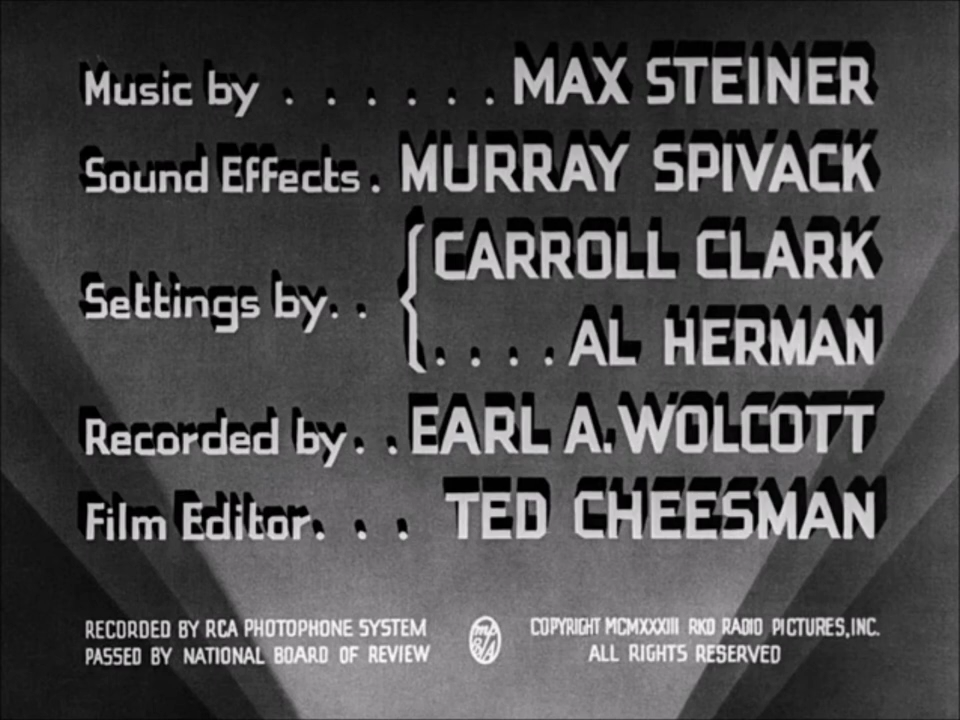 Music by . . . . . . MAX STEINER
Sound Effects . MURRAY SPIVACK
Settings by . . { CARROLL CLARK
. . . . AL HERMAN
Recorded by . . EARL A. WOLCOTT
Film Editor . . . TED CHEESMAN
RECORDED BY RCA PHOTOPHONE SYSTEM
PASSED BY NATIONAL BOARD OF REVIEW
COPYRIGHT MCMXXXIII RKO RADIO PICTURES, INC.
ALL RIGHTS RESERVED